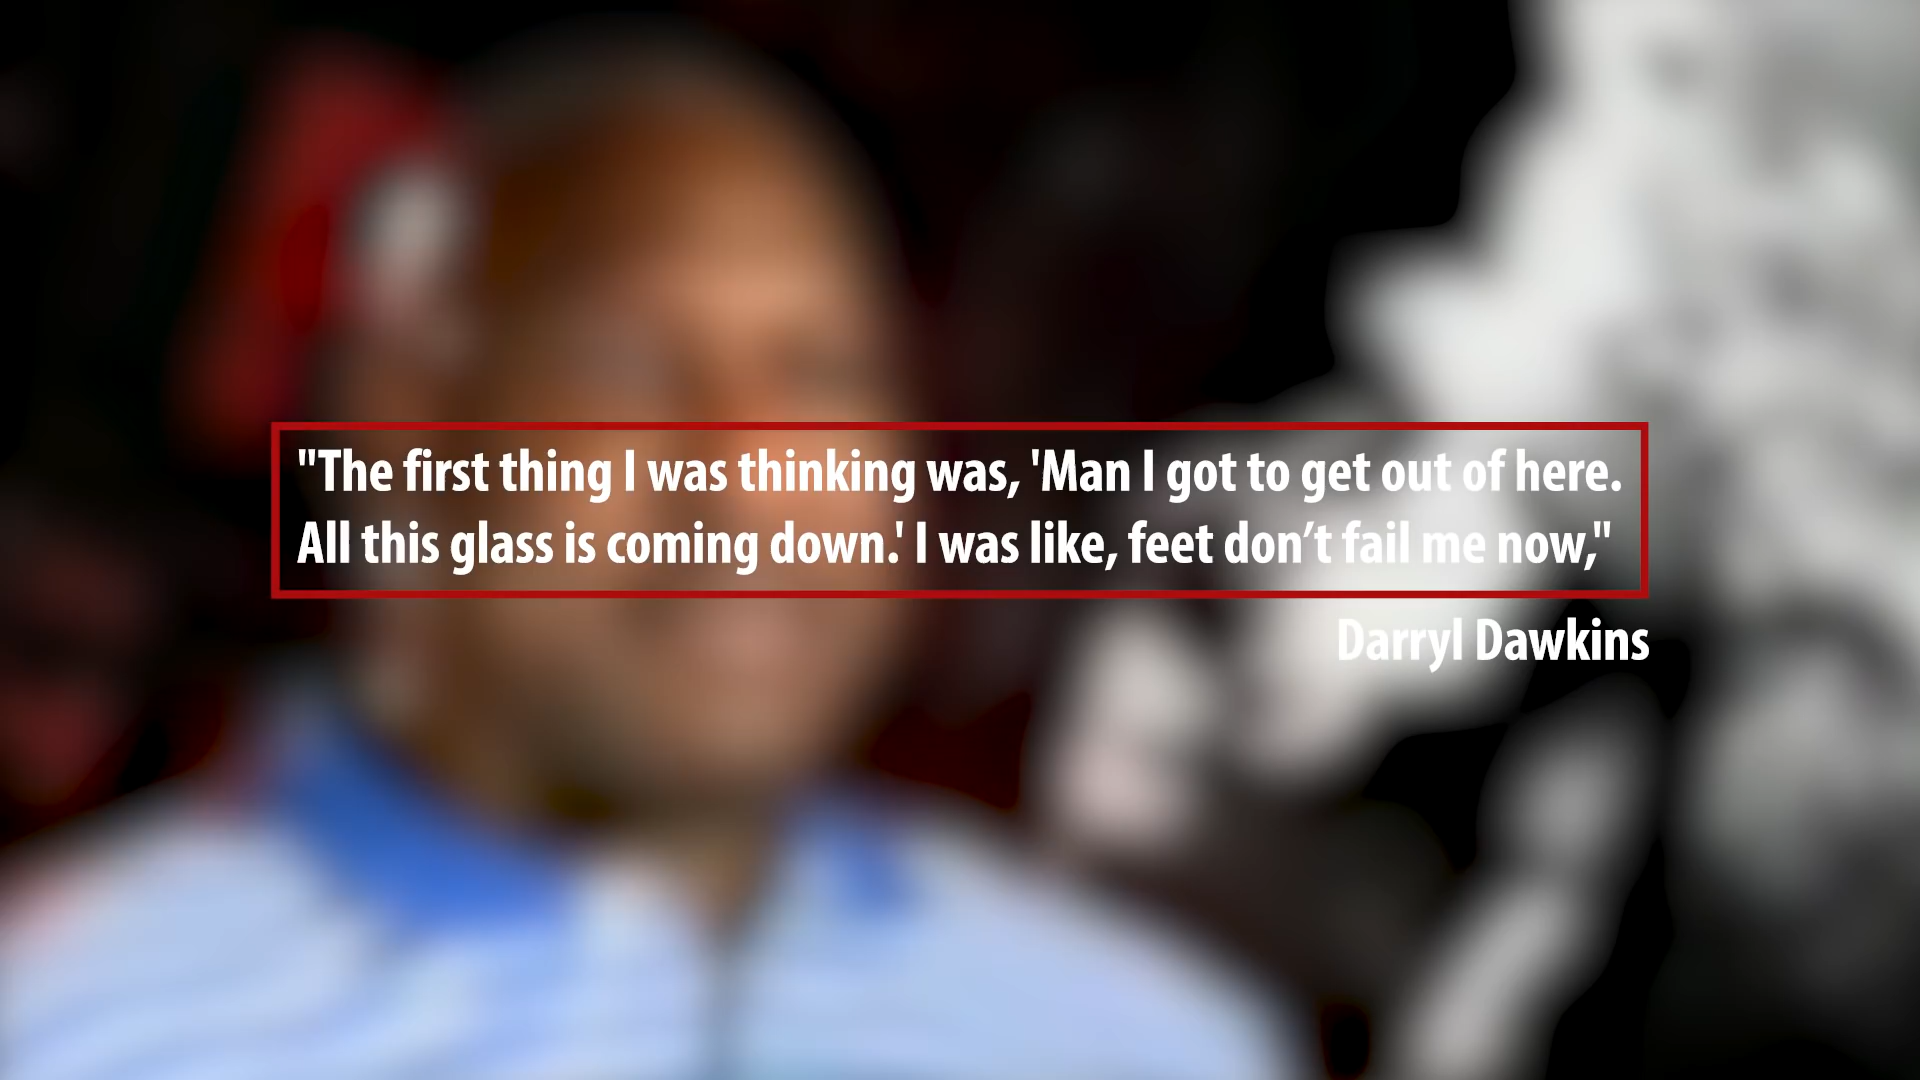 "The first thing I was thinking was, 'Man I got to get out of here.
All this glass is coming down.' I was like, feet don’t fail me now,"
Darryl Dawkins